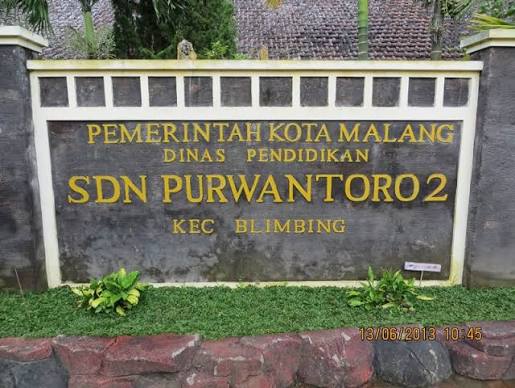 PEMERINTAH KOTA MALANG
DINAS PENDIDIKAN
SDN PURWANTORO 2
KEC BLIMBING
13/06/2013 10:45